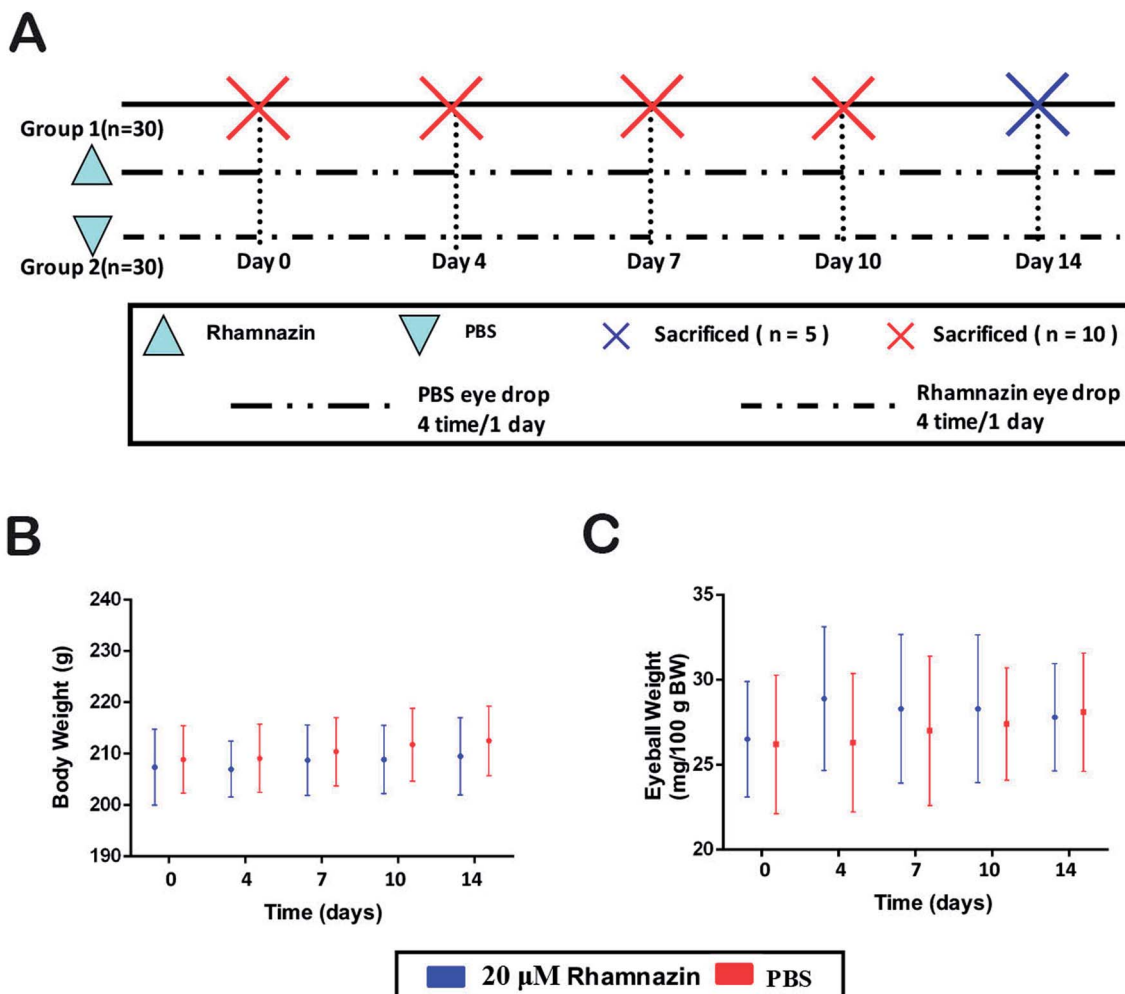 A
Group 1(n=30)
Group 2(n=30)
Day 0 Day 4 Day 7 Day 10 Day 14
Rhamnazin PBS Sacrificed ( n = 5 ) Sacrificed ( n = 10 )
PBS eye drop
4 time/1 day
Rhamnazin eye drop
4 time/1 day
B
Body Weight (g)
240
230
220
210
200
190
0 4 7 10 14
Time (days)
C
Eyeball Weight
(mg/100 g BW)
35
30
25
20
0 4 7 10 14
Time (days)
20 μM Rhamnazin PBS